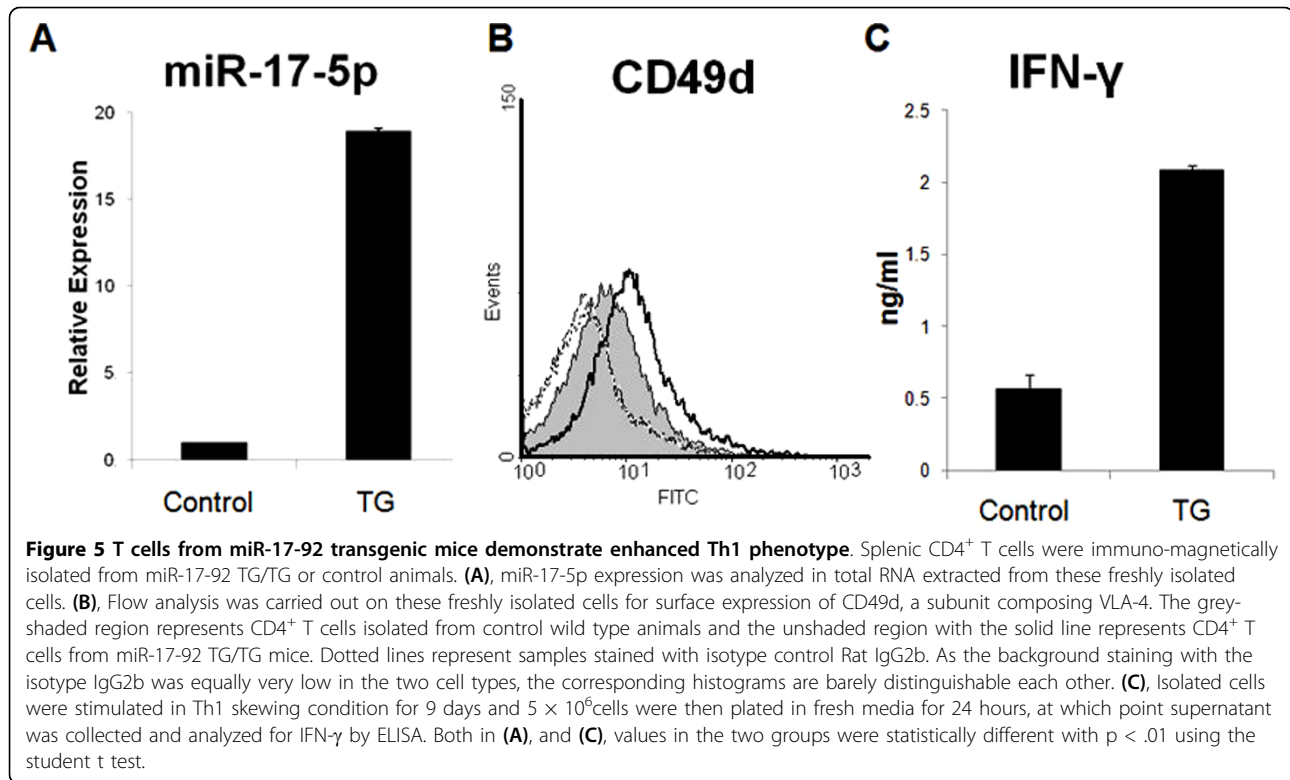 A
miR-17-5p
Relative Expression
20
15
10
5
0
Control
TG
B
CD49d
150
Events
0
10⁰
10¹
10²
10³
FITC
C
IFN-γ
ng/ml
2.5
2
1.5
1
0.5
0
Control
TG
Figure 5 T cells from miR-17-92 transgenic mice demonstrate enhanced Th1 phenotype. Splenic CD4⁺ T cells were immuno-magnetically
isolated from miR-17-92 TG/TG or control animals. (A), miR-17-5p expression was analyzed in total RNA extracted from these freshly isolated
cells. (B), Flow analysis was carried out on these freshly isolated cells for surface expression of CD49d, a subunit composing VLA-4. The grey-
shaded region represents CD4⁺ T cells isolated from control wild type animals and the unshaded region with the solid line represents CD4⁺ T
cells from miR-17-92 TG/TG mice. Dotted lines represent samples stained with isotype control Rat IgG2b. As the background staining with the
isotype IgG2b was equally very low in the two cell types, the corresponding histograms are barely distinguishable each other. (C), Isolated cells
were stimulated in Th1 skewing condition for 9 days and 5 × 10⁶cells were then plated in fresh media for 24 hours, at which point supernatant
was collected and analyzed for IFN-γ by ELISA. Both in (A), and (C), values in the two groups were statistically different with p < .01 using the
student t test.